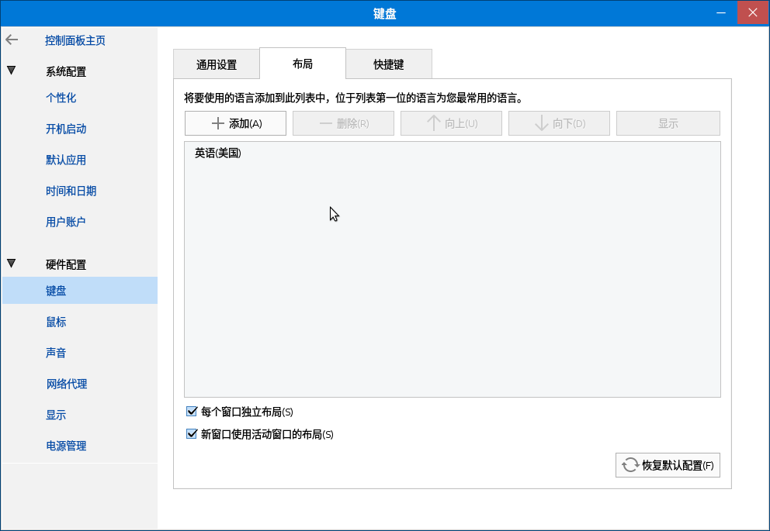 键盘
控制面板主页
系统配置
个性化
开机启动
默认应用
时间和日期
用户账户
硬件配置
键盘
鼠标
声音
网络代理
显示
电源管理
通用设置 布局 快捷键
将要使用的语言添加到此列表中，位于列表第一位的语言为您最常用的语言。
添加(A) 删除(R) 向上(U) 向下(D) 显示
英语(美国)
每个窗口独立布局(S)
新窗口使用活动窗口的布局(S)
恢复默认配置(F)